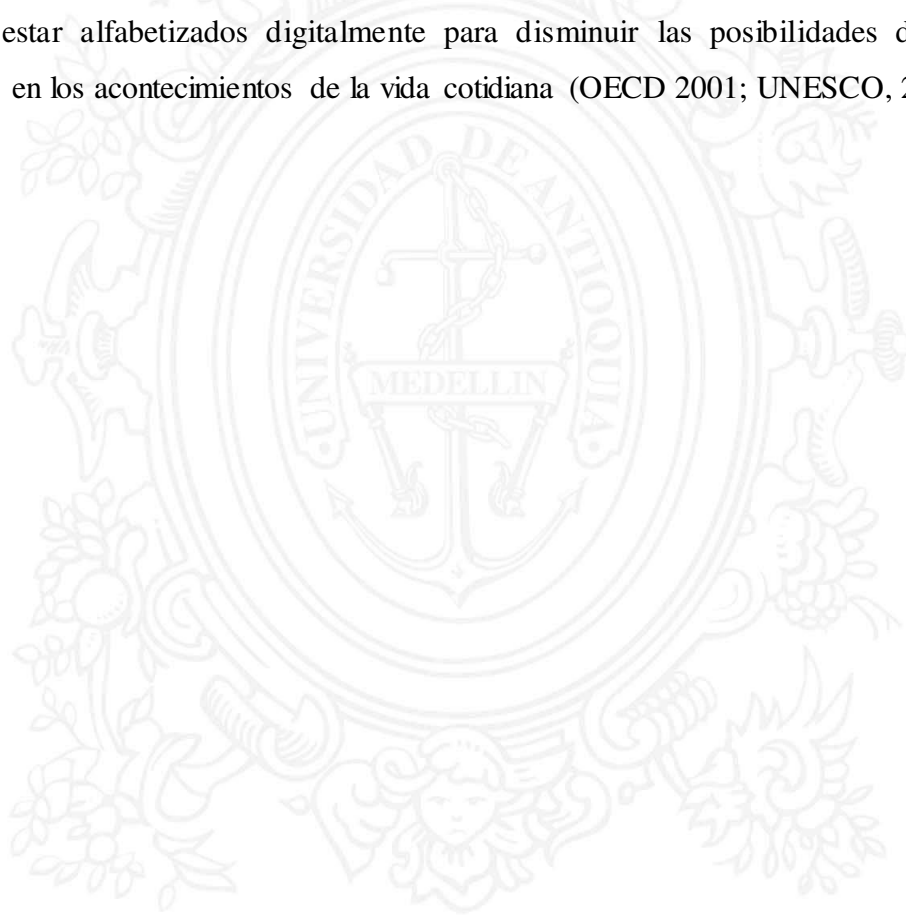 estar alfabetizados digitalmente para disminuir las posibilidades
en los acontecimientos de la vida cotidiana (OECD 2001; UNESCO,
UNIVERSIDAD DE ANTIOQUIA
MEDELLIN